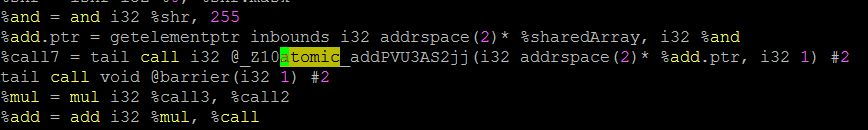 %and = and i32 %shr, 255
%add.ptr = getelementptr inbounds i32 addrspace(2)* %sharedArray, i32 %and
%call7 = tail call i32 @_Z10atomic_addPVU3AS2jj(i32 addrspace(2)* %add.ptr, i32 1) #2
tail call void @barrier(i32 1) #2
%mul = mul i32 %call3, %call2
%add = add i32 %mul, %call